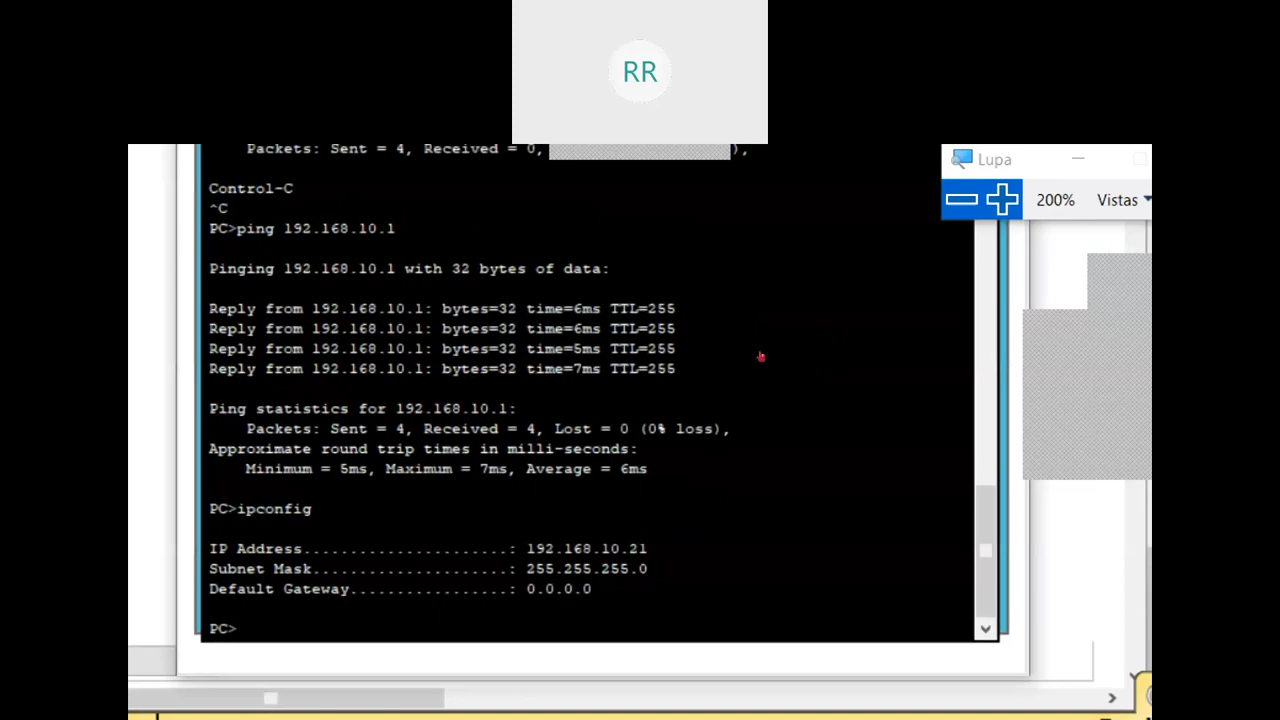 RR
Packets: Sent = 4, Received = 0, ),
Lupa
Control-C
^C
200% Vistas
PC>ping 192.168.10.1
Pinging 192.168.10.1 with 32 bytes of data:
Reply from 192.168.10.1: bytes=32 time=6ms TTL=255
Reply from 192.168.10.1: bytes=32 time=6ms TTL=255
Reply from 192.168.10.1: bytes=32 time=5ms TTL=255
Reply from 192.168.10.1: bytes=32 time=7ms TTL=255
Ping statistics for 192.168.10.1:
Packets: Sent = 4, Received = 4, Lost = 0 (0% loss),
Approximate round trip times in milli-seconds:
Minimum = 5ms, Maximum = 7ms, Average = 6ms
PC>ipconfig
IP Address......................: 192.168.10.21
Subnet Mask.....................: 255.255.255.0
Default Gateway.................: 0.0.0.0
PC>